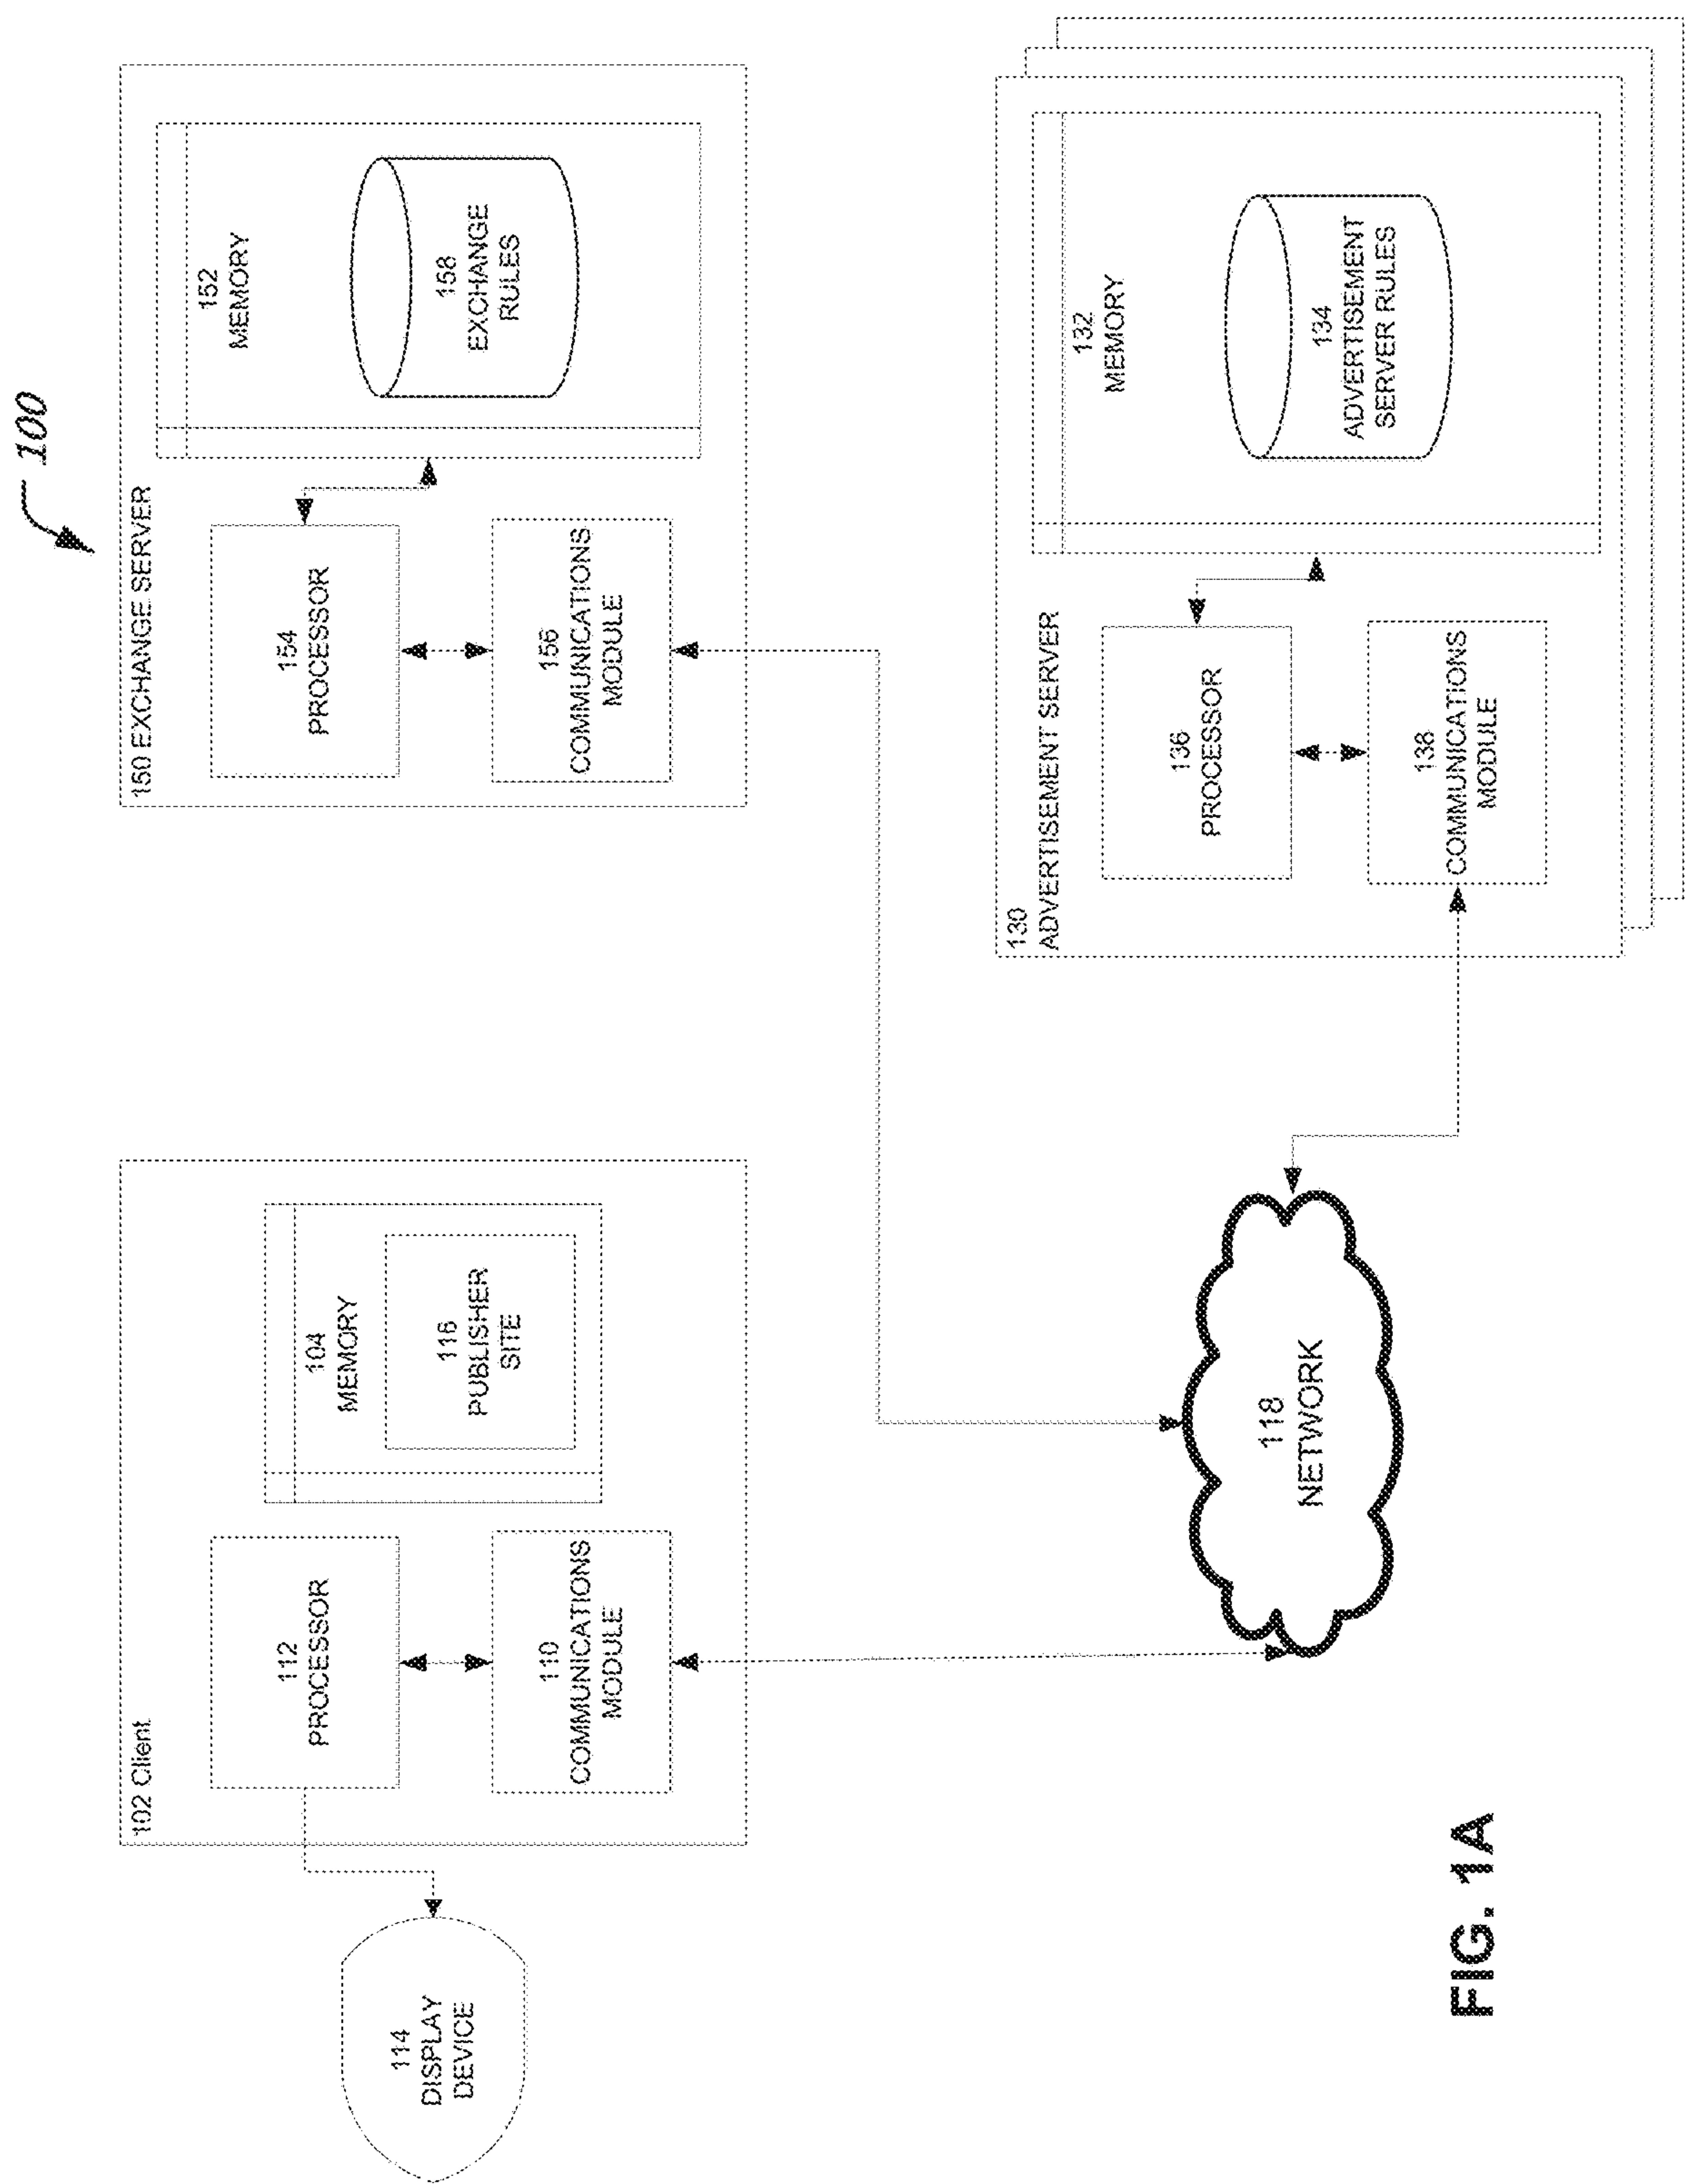 100
102 Client
114
DISPLAY
DEVICE
112
PROCESSOR
110
COMMUNICATIONS
MODULE
104
MEMORY
116
PUBLISHER
SITE
150 EXCHANGE SERVER
154
PROCESSOR
156
COMMUNICATIONS
MODULE
152
MEMORY
158
EXCHANGE
RULES
118
NETWORK
130
ADVERTISEMENT SERVER
136
PROCESSOR
138
COMMUNICATIONS
MODULE
132
MEMORY
134
ADVERTISEMENT
SERVER RULES
FIG. 1A